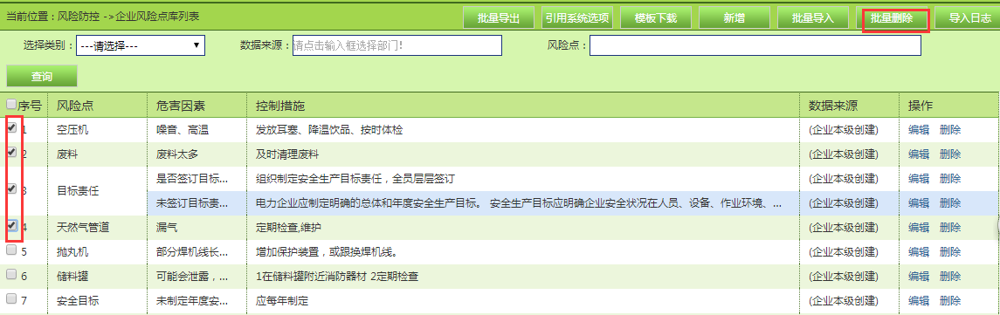 当前位置：风险防控 ->企业风险点库列表 批量导出 引用系统选项 模板下载 新增 批量导入 批量删除 导入日志
选择类别： ---请选择--- 数据来源： 请点击输入框选择部门! 风险点：
查询
序号 风险点 危害因素 控制措施 数据来源 操作
1 空压机 噪音、高温 发放耳塞、降温饮品、按时体检 (企业本级创建) 编辑 删除
2 废料 废料太多 及时清理废料 (企业本级创建) 编辑 删除
3 目标责任 是否签订目标... 组织制定安全生产目标责任，全员层层签订 (企业本级创建) 编辑 删除
未签订目标责... 电力企业应制定明确的总体和年度安全生产目标。 安全生产目标应明确企业安全状况在人员、设备、作业环境、... (企业本级创建) 编辑 删除
4 天然气管道 漏气 定期检查,维护 (企业本级创建) 编辑 删除
5 抛丸机 部分焊机线长... 增加保护装置，或跟换焊机线。 (企业本级创建) 编辑 删除
6 储料罐 可能会泄露，... 1在储料罐附近消防器材 2定期检查 (企业本级创建) 编辑 删除
7 安全目标 未制定年度安... 应每年制定 (企业本级创建) 编辑 删除